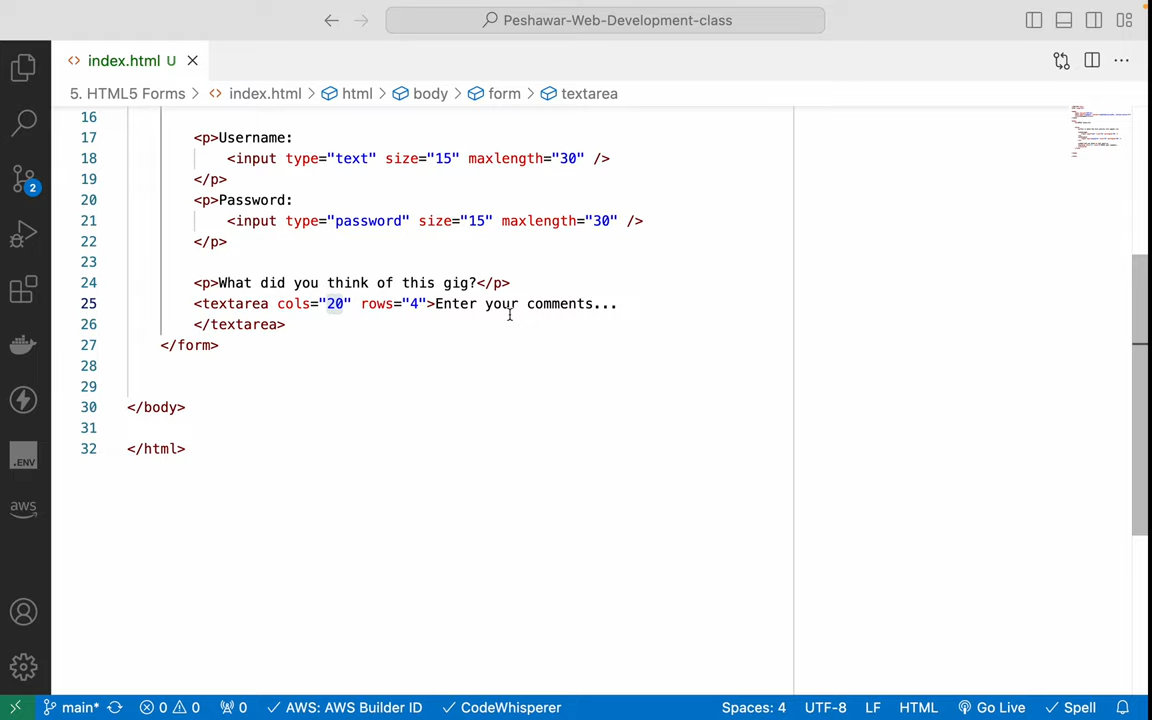 Peshawar-Web-Development-class
index.html U
5. HTML5 Forms > index.html > html > body > form > textarea
16
17 <p>Username:
18 <input type="text" size="15" maxlength="30" />
19 </p>
20 <p>Password:
21 <input type="password" size="15" maxlength="30" />
22 </p>
23
24 <p>What did you think of this gig?</p>
25 <textarea cols="20" rows="4">Enter your comments...
26 </textarea>
27 </form>
28
29
30 </body>
31
32 </html>
2
.ENV
aws
main* 0 0 0 AWS: AWS Builder ID CodeWhisperer Spaces: 4 UTF-8 LF HTML Go Live Spell